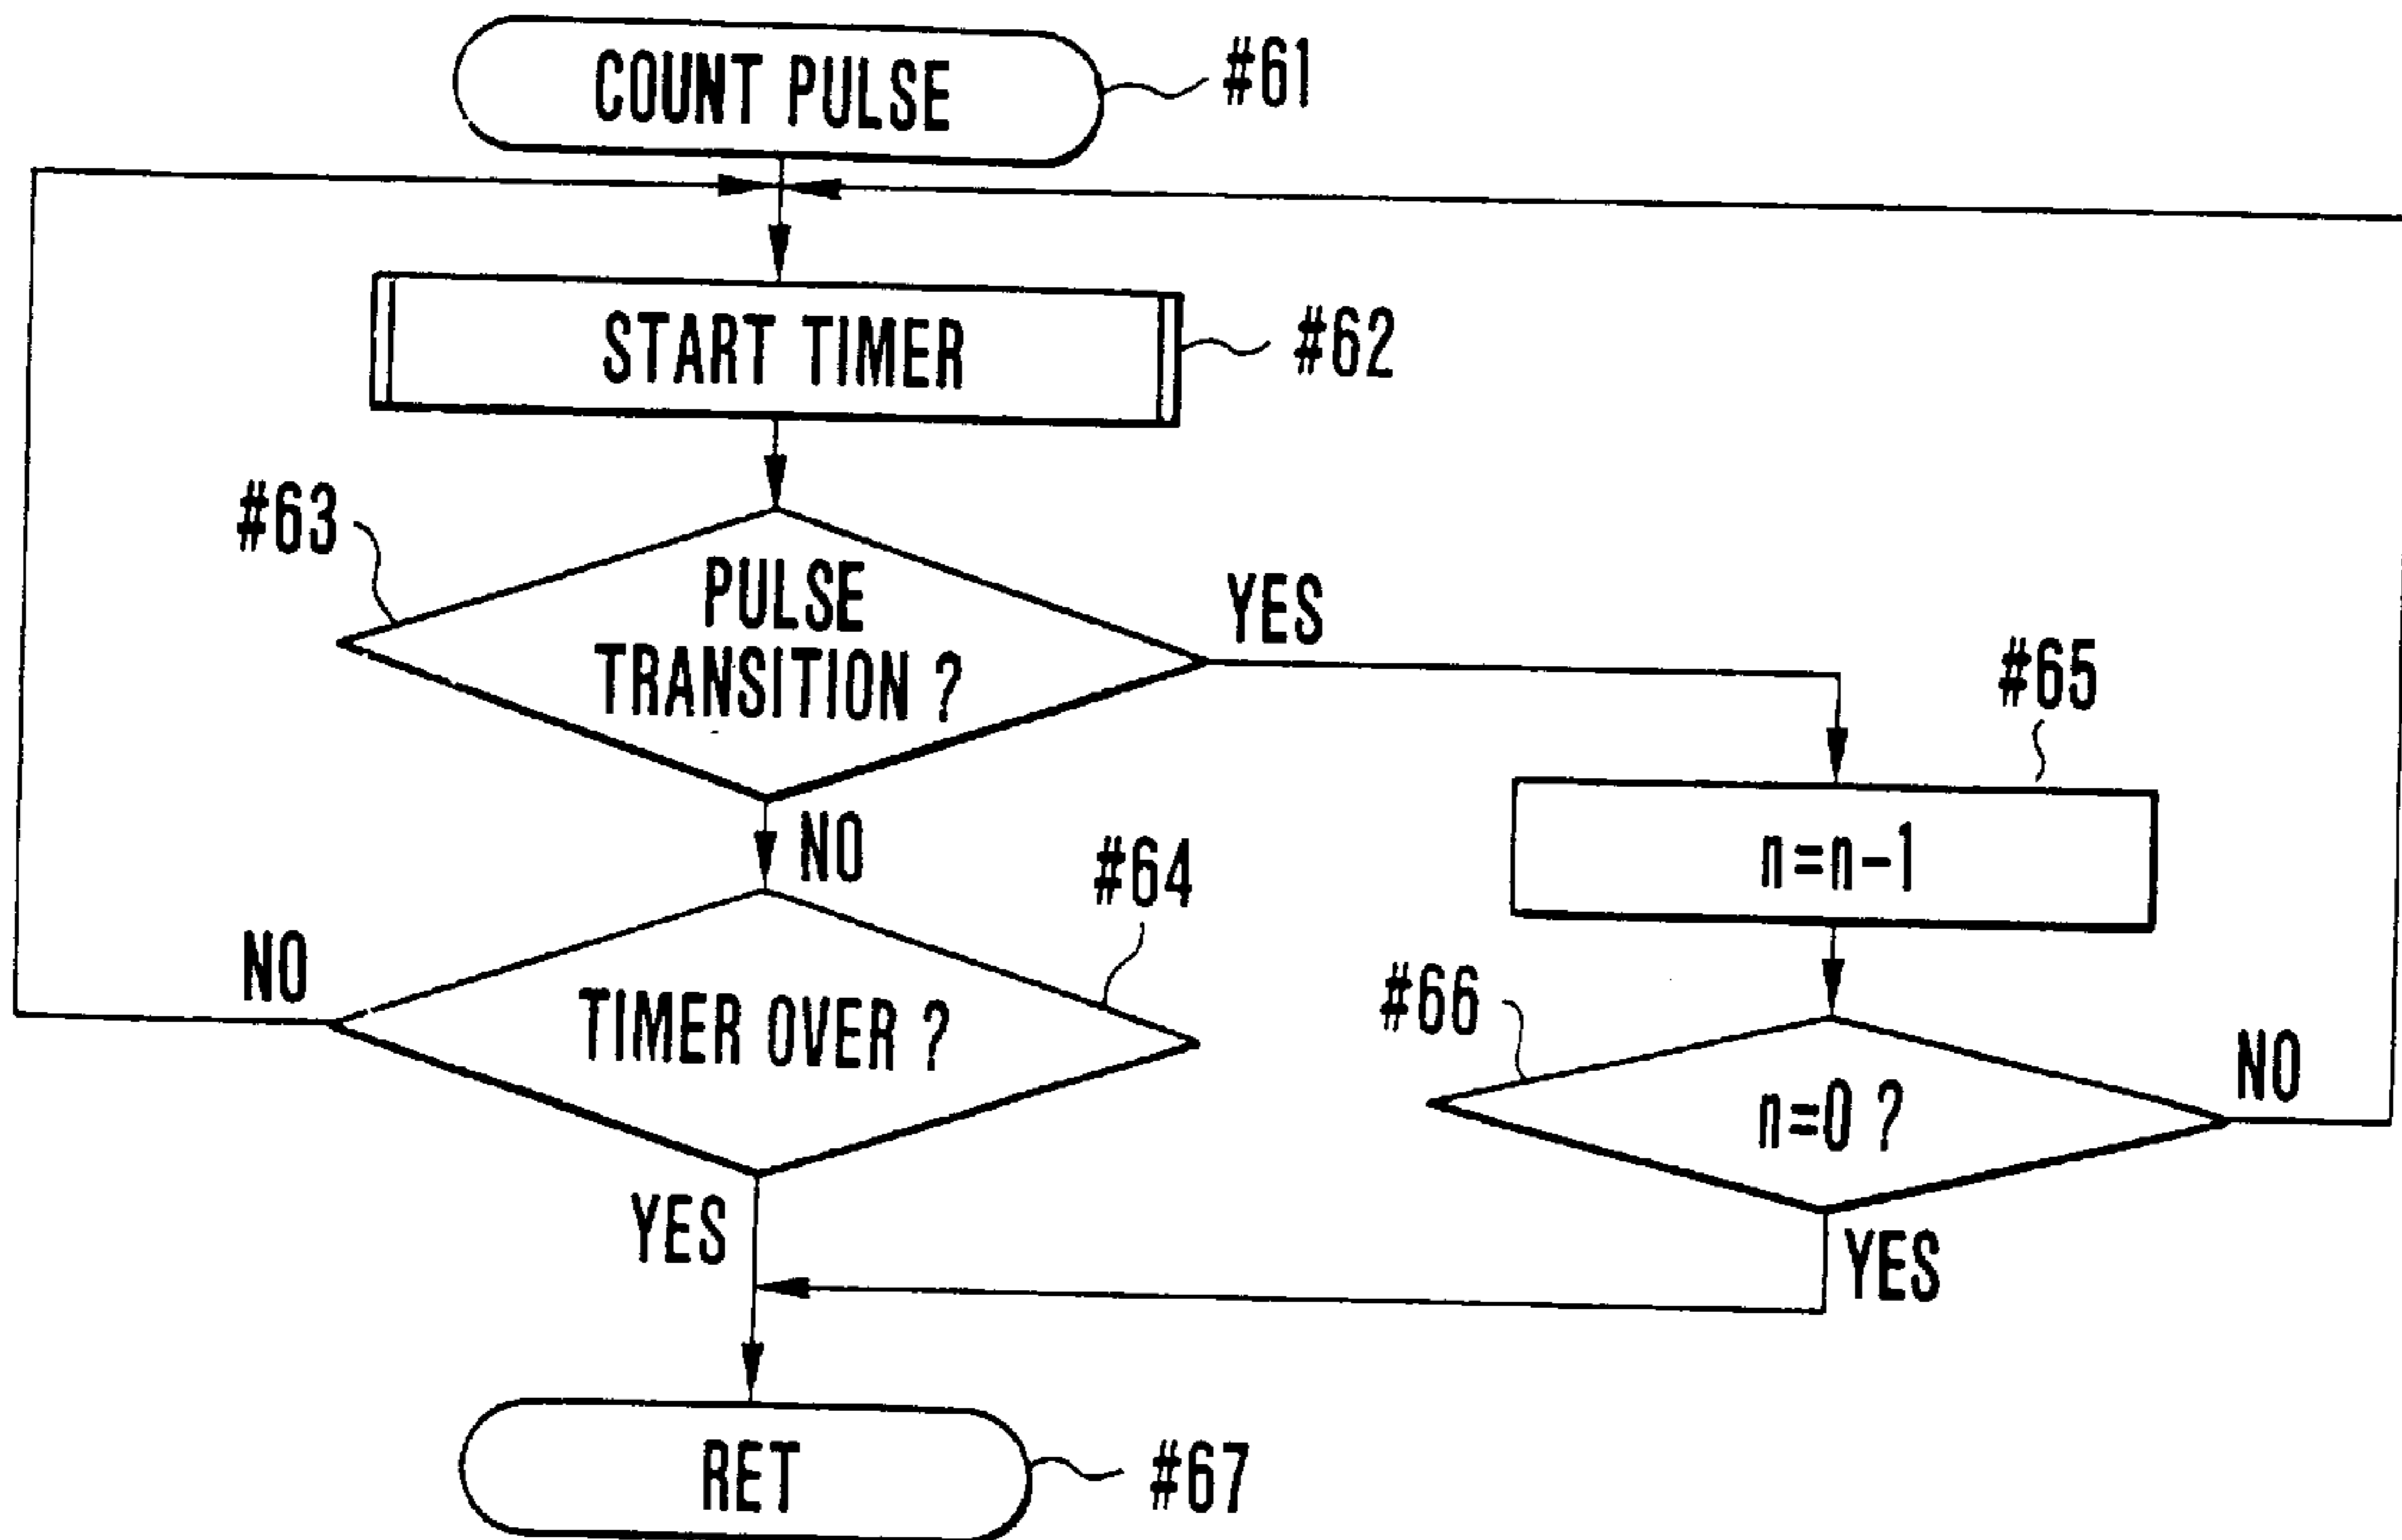 COUNT PULSE
#61
START TIMER
#62
#63
PULSE
TRANSITION ?
YES
#65
NO
n=n-1
#64
NO
TIMER OVER ?
#66
n=0 ?
NO
YES
YES
RET
#67